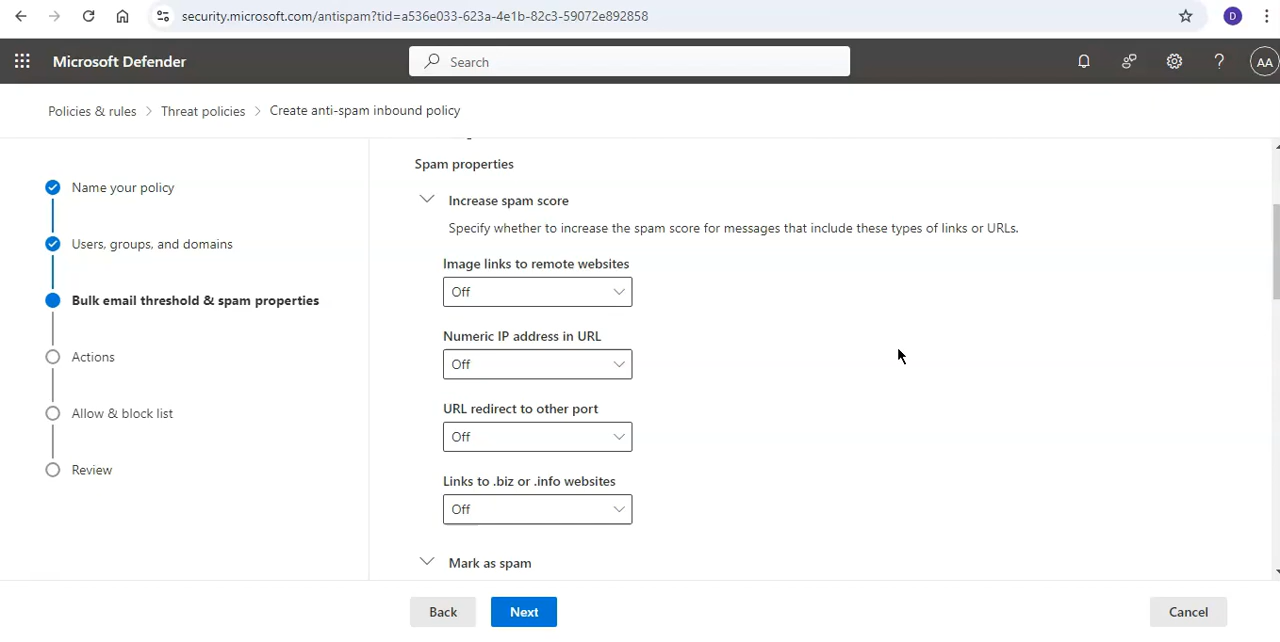 security.microsoft.com/antispam?tid=a536e033-623a-4e1b-82c3-59072e892858
D
Microsoft Defender
Search
AA
Policies & rules > Threat policies > Create anti-spam inbound policy
Name your policy
Users, groups, and domains
Bulk email threshold & spam properties
Actions
Allow & block list
Review
Spam properties
Increase spam score
Specify whether to increase the spam score for messages that include these types of links or URLs.
Image links to remote websites
Off
Numeric IP address in URL
Off
URL redirect to other port
Off
Links to .biz or .info websites
Off
Mark as spam
Back
Next
Cancel